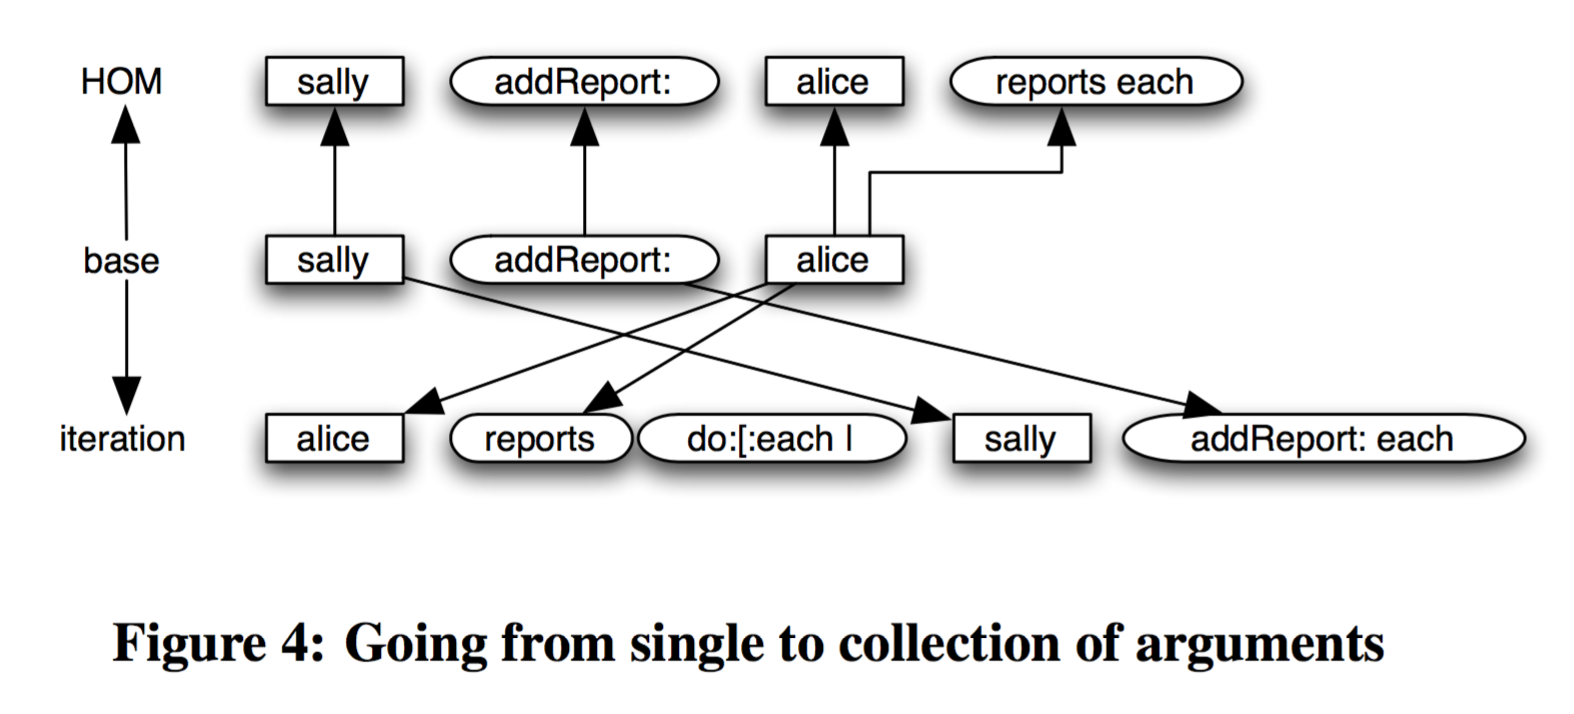 HOM sally addReport: alice reports each
base sally addReport: alice
iteration alice reports do:[:each | sally addReport: each
Figure 4: Going from single to collection of arguments